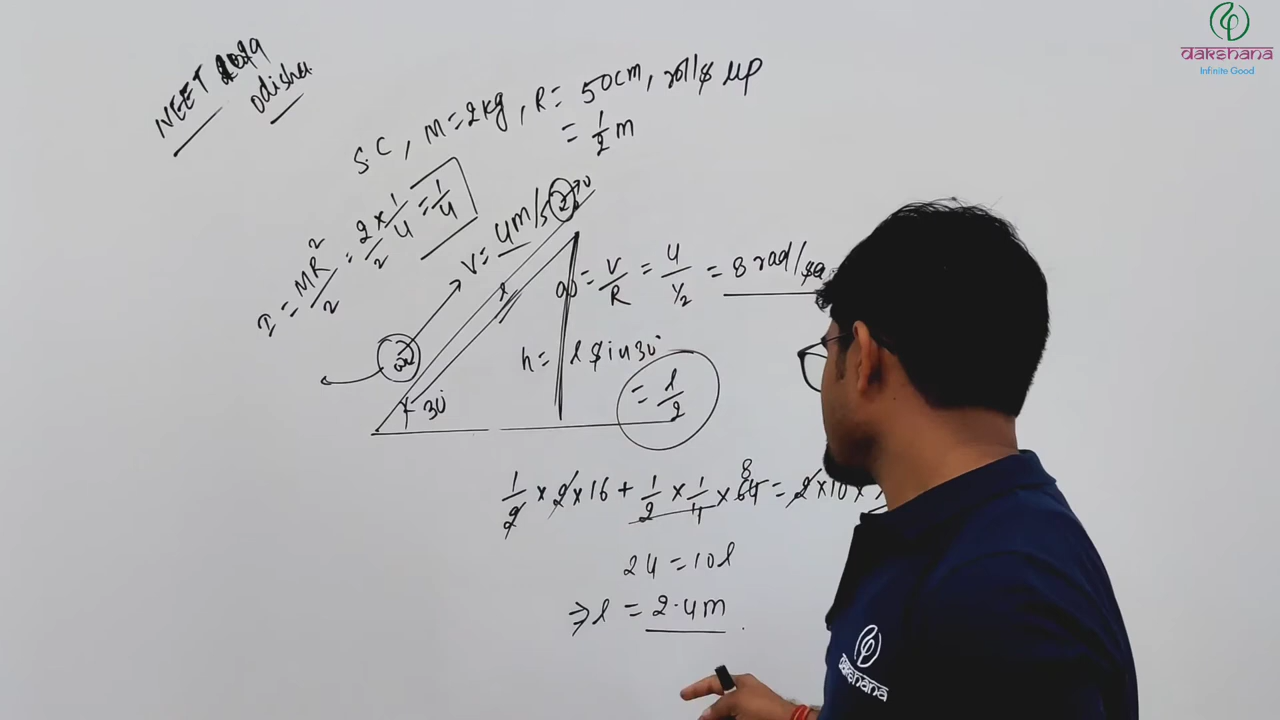 dakshana
Infinite Good
NEET 2019
Odisha
S.C, M=2kg, R= 50cm, rolls up
= 1/2 m
I = MR²/2 = 2/2 × 1/4 = 1/4
V= 4m/s
ω = V/R = 4/½ = 8 rad/
h= l sin30°
= l/2
30°
1/2 × 2 × 16 + 1/2 × 1/4 × 64 8 = 2×10×
24 = 10l
⇒ l = 2.4m
dakshana